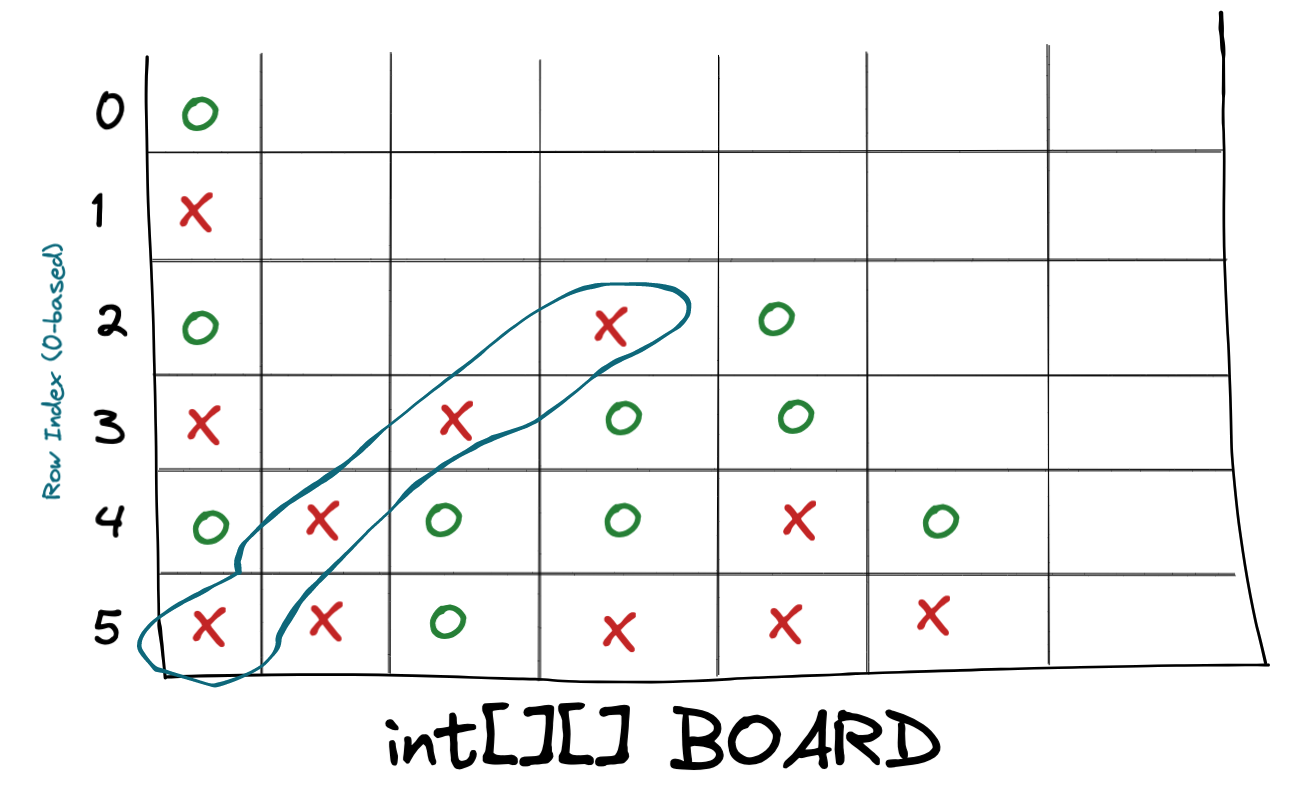 Row Index (0-based)
0 O
1 X
2 O X O
3 X X O O
4 O X O O X O
5 X X O X X X
int[][] BOARD